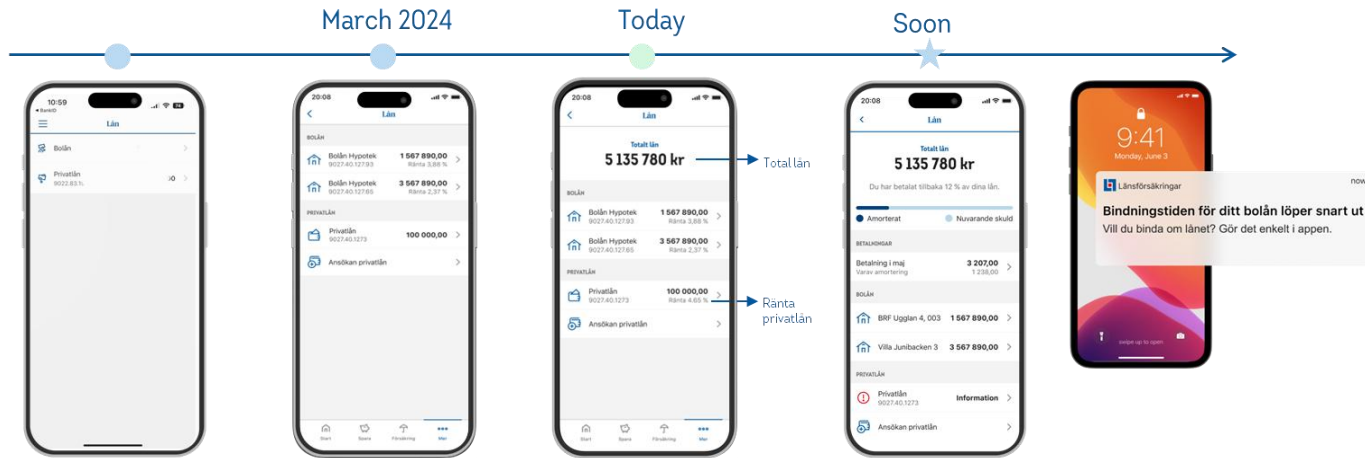 March 2024
Today
Soon
10:59
BankID
Lån
Bolån
Privatlån
9022.83
20:08
Lån
BOLÅN
Bolån Hypotek 1 567 890,00
9027.40.127.93 Ränta 3,88 %
Bolån Hypotek 3 567 890,00
9027.40.127.65 Ränta 2,37 %
PRIVATLÅN
Privatlån 100 000,00
9027.40.1273
Ansökan privatlån
Start Spara Försäkring Mer
20:08
Lån
Totalt lån
5 135 780 kr
BOLÅN
Bolån Hypotek 1 567 890,00
9027.40.127.93 Ränta 3,88 %
Bolån Hypotek 3 567 890,00
9027.40.127.65 Ränta 2,37 %
PRIVATLÅN
Privatlån 100 000,00
9027.40.1273 Ränta 4.65 %
Ansökan privatlån
Start Spara Försäkring Mer
Total lån
Ränta
privatlån
20:08
Lån
Totalt lån
5 135 780 kr
Du har betalat tillbaka 12 % av dina lån.
Amorterat Nuvarande skuld
BETALNINGAR
Betalning i maj 3 207,00
Varav amortering 1 238,00
BOLÅN
BRF Ugglan 4, 003 1 567 890,00
Villa Junibacken 3 3 567 890,00
PRIVATLÅN
Privatlån Information
9027.40.1273
Ansökan privatlån
9:41
Monday, June 3
Länsförsäkringar now
Bindningstiden för ditt bolån löper snart ut
Vill du binda om lånet? Gör det enkelt i appen.
swipe up to open